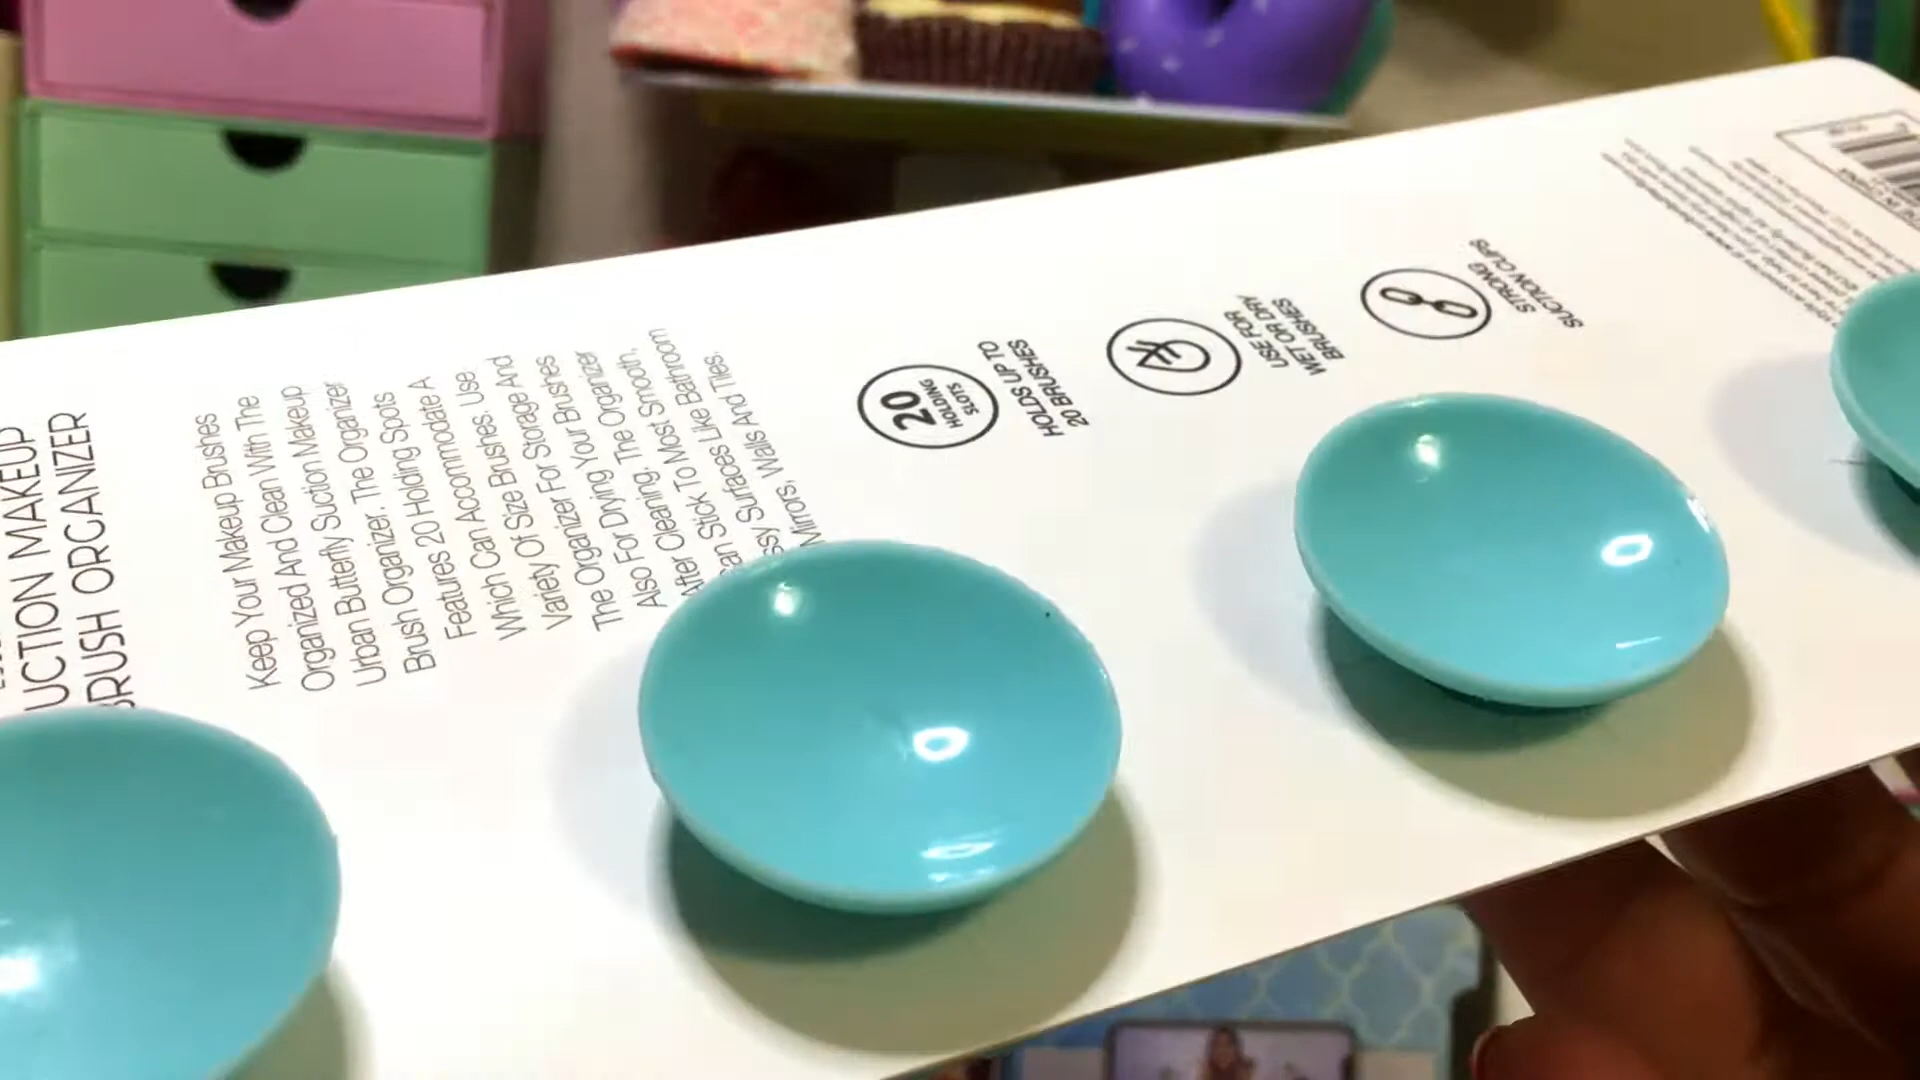 UCTION MAKEUP
BRUSH ORGANIZER
Keep Your Makeup Brushes
Organized And Clean With The
Urban Butterfly Suction Makeup
Brush Organizer. The Organizer
Features 20 Holding Spots
Which Can Accommodate A
Variety Of Size Brushes. Use
The Organizer For Storage And
Also For Drying Your Brushes
After Cleaning. The Organizer
an Stick To Most Smooth,
ssy Surfaces Like Bathroom
Mirrors, Walls And Tiles.
20
HOLDING
SLOTS
HOLDS UP TO
20 BRUSHES
USE FOR
WET OR DRY
BRUSHES
STRONG
SUCTION CUPS